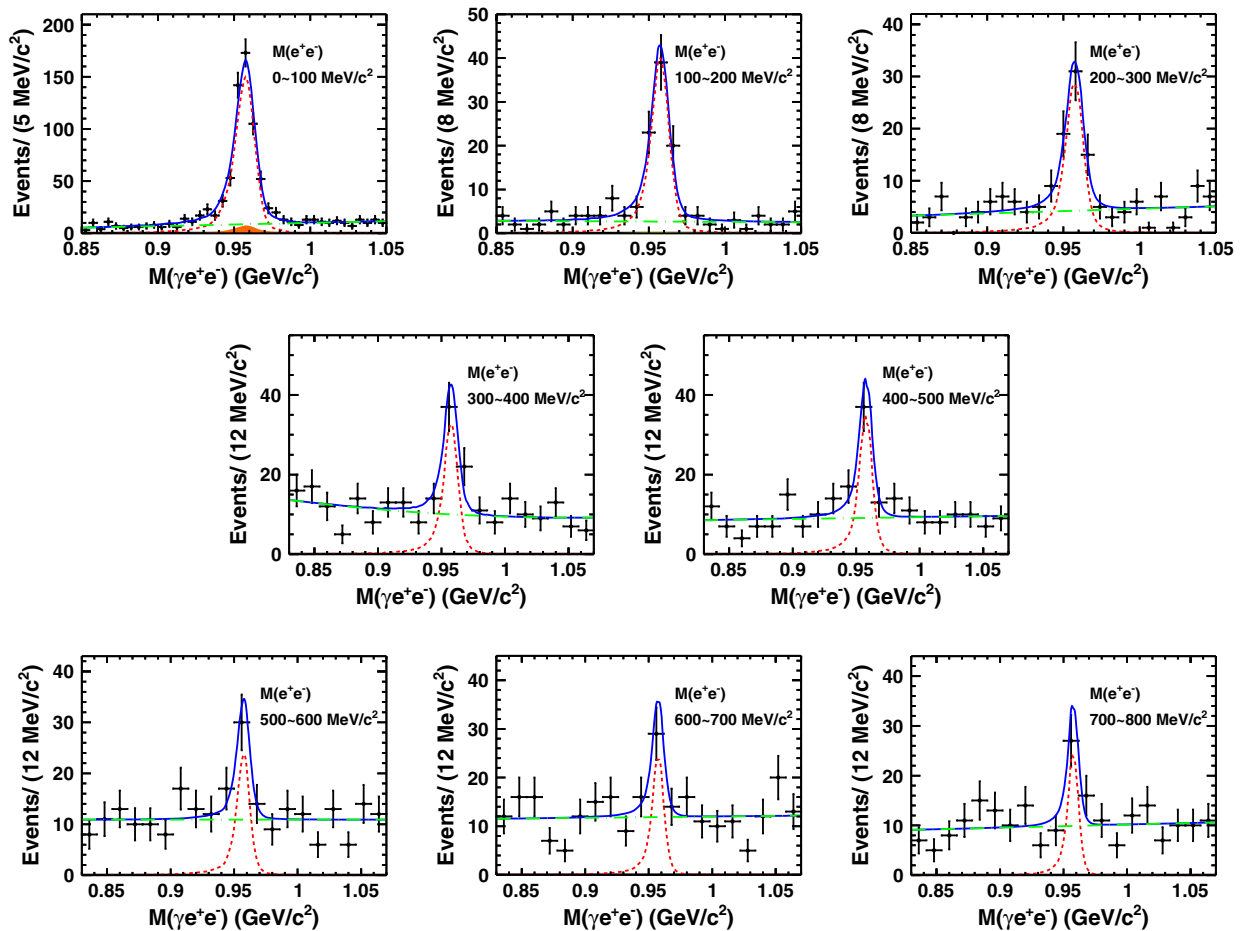 Events/ (5 MeV/c²)
200
150
100
50
0
M(e⁺e⁻)
0~100 MeV/c²
0.85 0.9 0.95 1 1.05
M(γe⁺e⁻) (GeV/c²)
Events/ (8 MeV/c²)
50
40
30
20
10
0
M(e⁺e⁻)
100~200 MeV/c²
0.85 0.9 0.95 1 1.05
M(γe⁺e⁻) (GeV/c²)
Events/ (8 MeV/c²)
40
30
20
10
0
M(e⁺e⁻)
200~300 MeV/c²
0.85 0.9 0.95 1 1.05
M(γe⁺e⁻) (GeV/c²)
Events/ (12 MeV/c²)
40
20
0
M(e⁺e⁻)
300~400 MeV/c²
0.85 0.9 0.95 1 1.05
M(γe⁺e⁻) (GeV/c²)
Events/ (12 MeV/c²)
40
20
0
M(e⁺e⁻)
400~500 MeV/c²
0.85 0.9 0.95 1 1.05
M(γe⁺e⁻) (GeV/c²)
Events/ (12 MeV/c²)
40
30
20
10
0
M(e⁺e⁻)
500~600 MeV/c²
0.85 0.9 0.95 1 1.05
M(γe⁺e⁻) (GeV/c²)
Events/ (12 MeV/c²)
40
30
20
10
0
M(e⁺e⁻)
600~700 MeV/c²
0.85 0.9 0.95 1 1.05
M(γe⁺e⁻) (GeV/c²)
Events/ (12 MeV/c²)
40
30
20
10
0
M(e⁺e⁻)
700~800 MeV/c²
0.85 0.9 0.95 1 1.05
M(γe⁺e⁻) (GeV/c²)